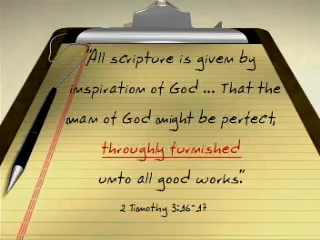 "All scripture is given by
inspiration of God ... That the
man of God might be perfect,
throughly furnished
unto all good works."
2 Timothy 3:16-17